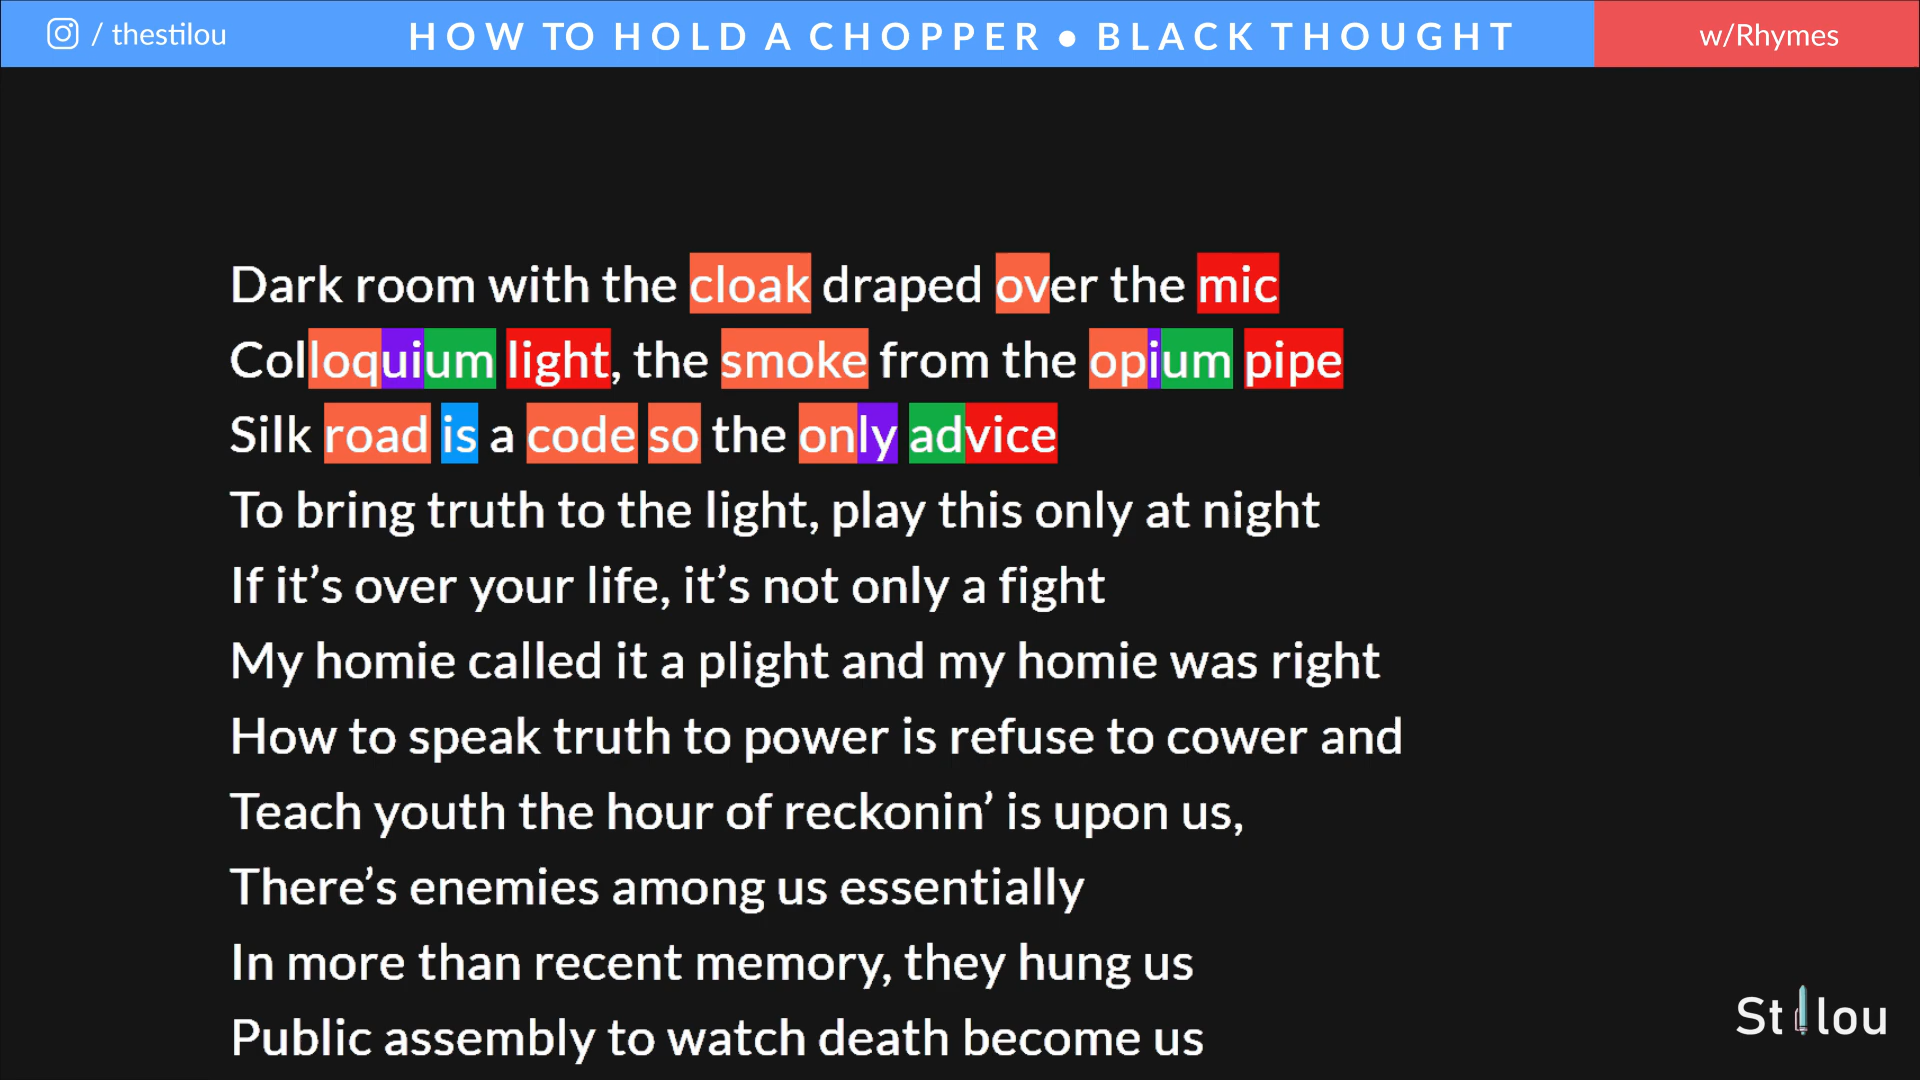 / thestilou
HOW TO HOLD A CHOPPER • BLACK THOUGHT
w/Rhymes
Dark room with the cloak draped over the mic
Colloquium light, the smoke from the opium pipe
Silk road is a code so the only advice
To bring truth to the light, play this only at night
If it’s over your life, it’s not only a fight
My homie called it a plight and my homie was right
How to speak truth to power is refuse to cower and
Teach youth the hour of reckonin’ is upon us,
There’s enemies among us essentially
In more than recent memory, they hung us
Public assembly to watch death become us
Stilou